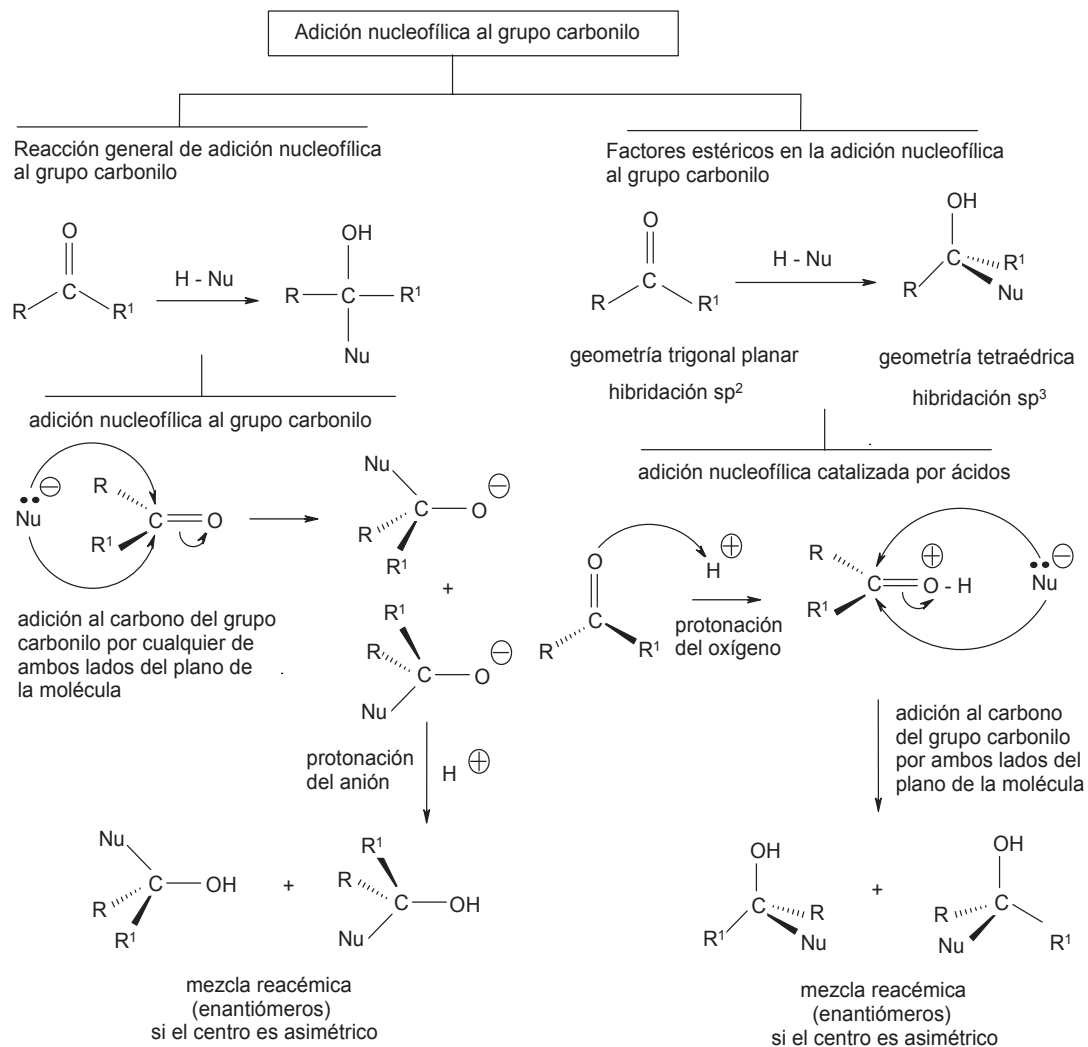 Adición nucleofílica al grupo carbonilo
Reacción general de adición nucleofílica
al grupo carbonilo
O
C
R
R¹
H - Nu
OH
R
C
R¹
Nu
adición nucleofílica al grupo carbonilo
Nu
R
R¹
C
O
adición al carbono del grupo
carbonilo por cualquier de
ambos lados del plano de
la molécula
Nu
C
O
R
R¹
+
R¹
R
C
O
Nu
protonación
del anión
H
Nu
C
OH
R
R¹
+
R¹
R
C
OH
Nu
mezcla reacémica
(enantiómeros)
si el centro es asimétrico
Factores estéricos en la adición nucleofílica
al grupo carbonilo
O
C
R
R¹
H - Nu
OH
C
R¹
R
Nu
geometría trigonal planar
hibridación sp²
geometría tetraédrica
hibridación sp³
adición nucleofílica catalizada por ácidos
O
C
R
R¹
H
protonación
del oxígeno
R
C
O - H
R¹
Nu
adición al carbono
del grupo carbonilo
por ambos lados del
plano de la molécula
OH
C
R
R¹
Nu
+
OH
R
C
Nu
R¹
mezcla reacémica
(enantiómeros)
si el centro es asimétrico